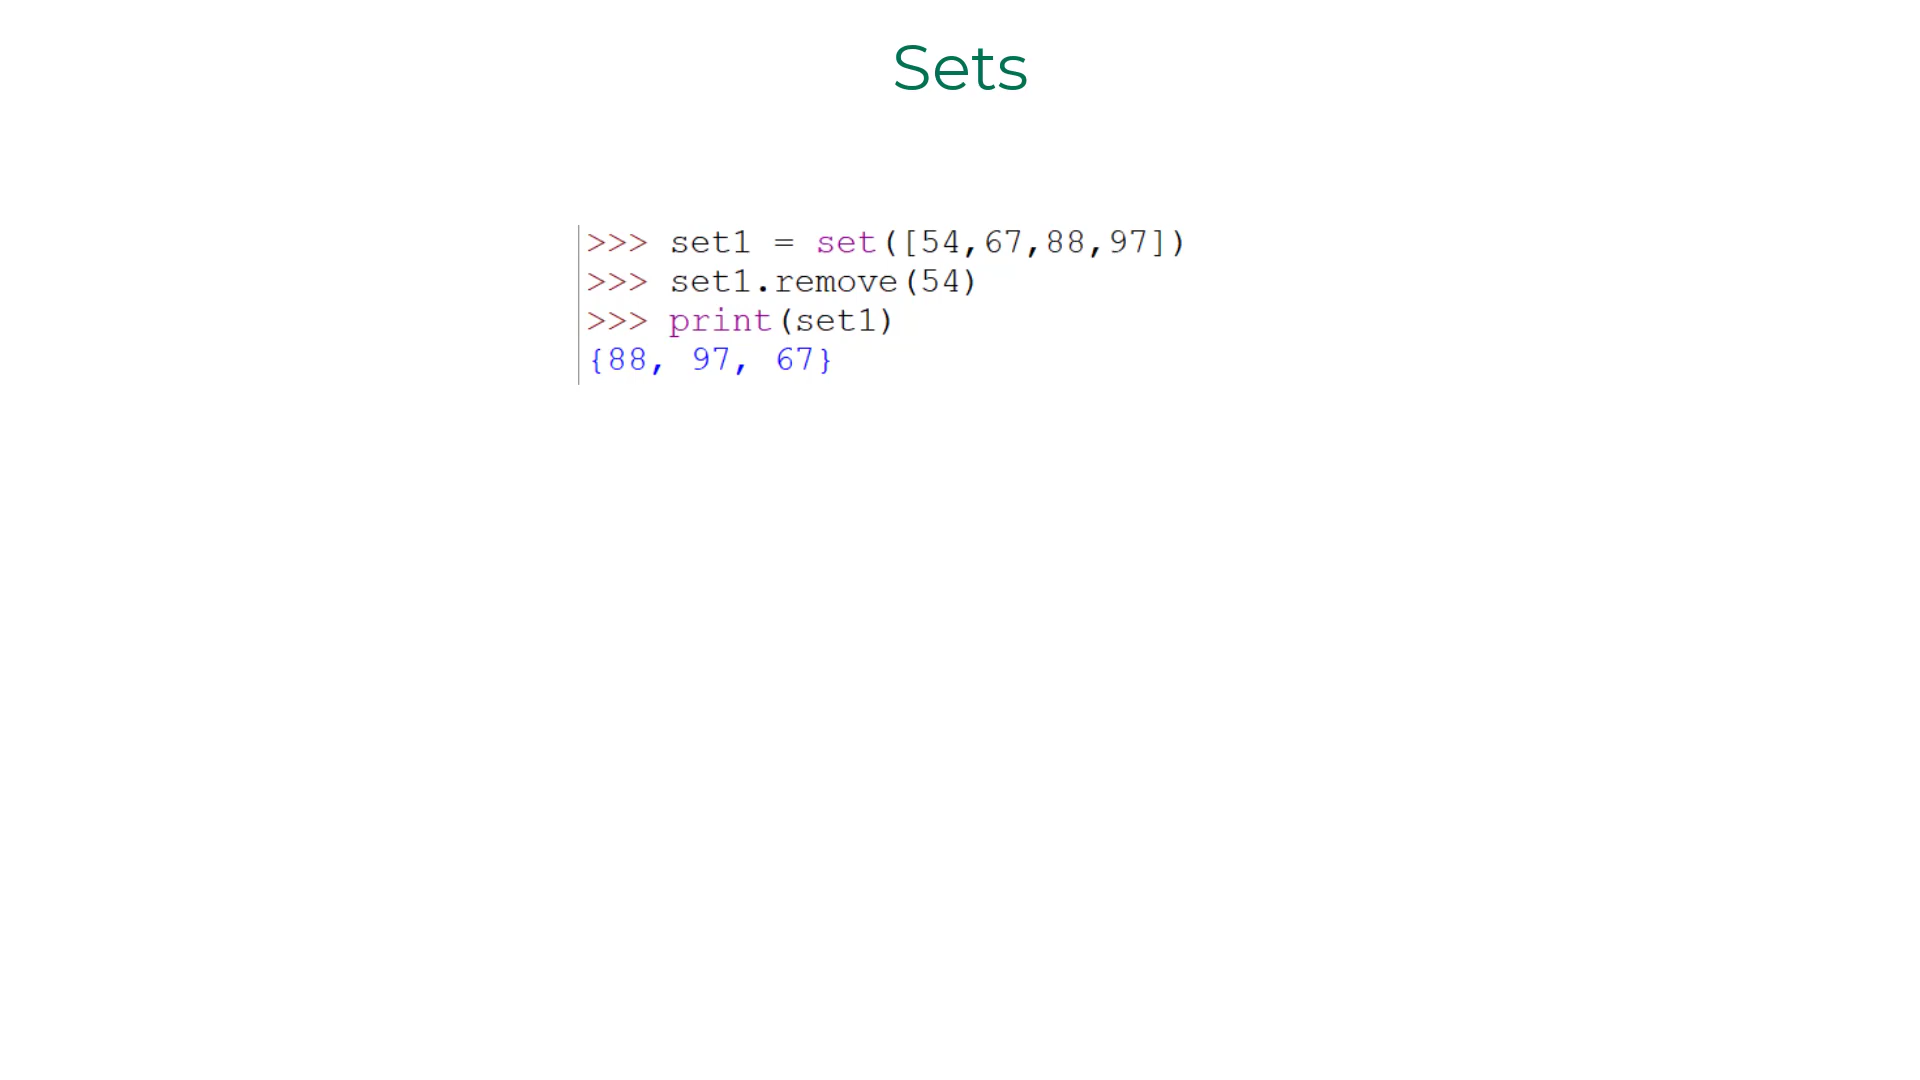 Sets
>>> set1 = set([54,67,88,97])
>>> set1.remove(54)
>>> print(set1)
{88, 97, 67}